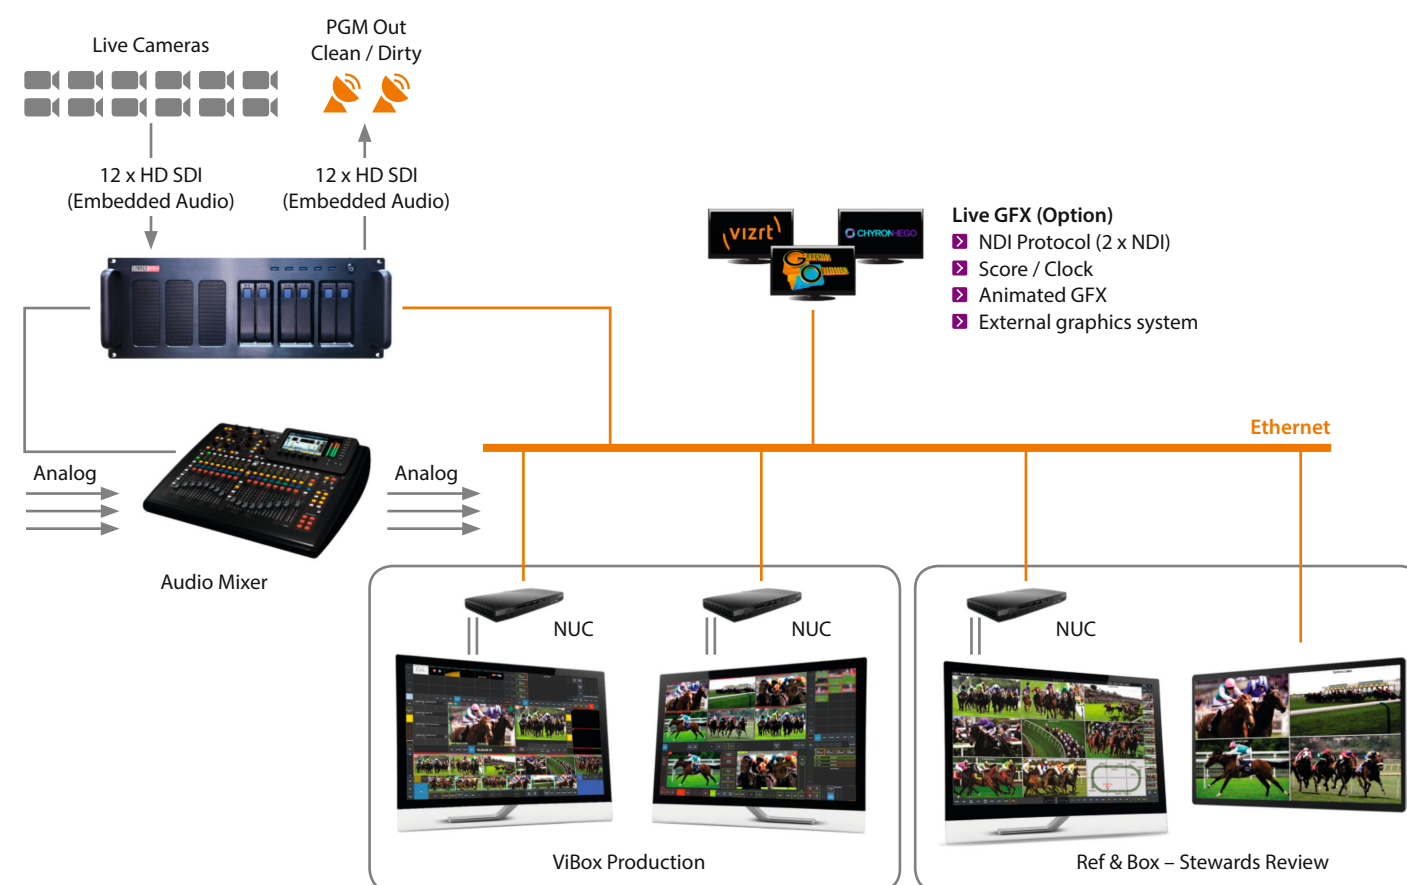 Live Cameras
PGM Out
Clean / Dirty
12 x HD SDI
(Embedded Audio)
12 x HD SDI
(Embedded Audio)
vizrt
CHYRONHEGO
Live GFX (Option)
NDI Protocol (2 x NDI)
Score / Clock
Animated GFX
External graphics system
Ethernet
Analog
Analog
Audio Mixer
NUC
NUC
NUC
ViBox Production
Ref & Box – Stewards Review